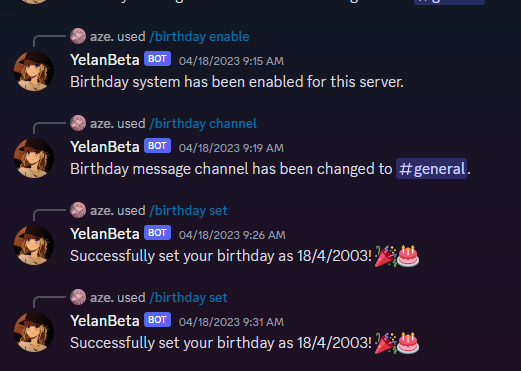 aze. used /birthday enable
YelanBeta BOT 04/18/2023 9:15 AM
Birthday system has been enabled for this server.
aze. used /birthday channel
YelanBeta BOT 04/18/2023 9:19 AM
Birthday message channel has been changed to #general.
aze. used /birthday set
YelanBeta BOT 04/18/2023 9:26 AM
Successfully set your birthday as 18/4/2003!🎉🎂
aze. used /birthday set
YelanBeta BOT 04/18/2023 9:31 AM
Successfully set your birthday as 18/4/2003!🎉🎂